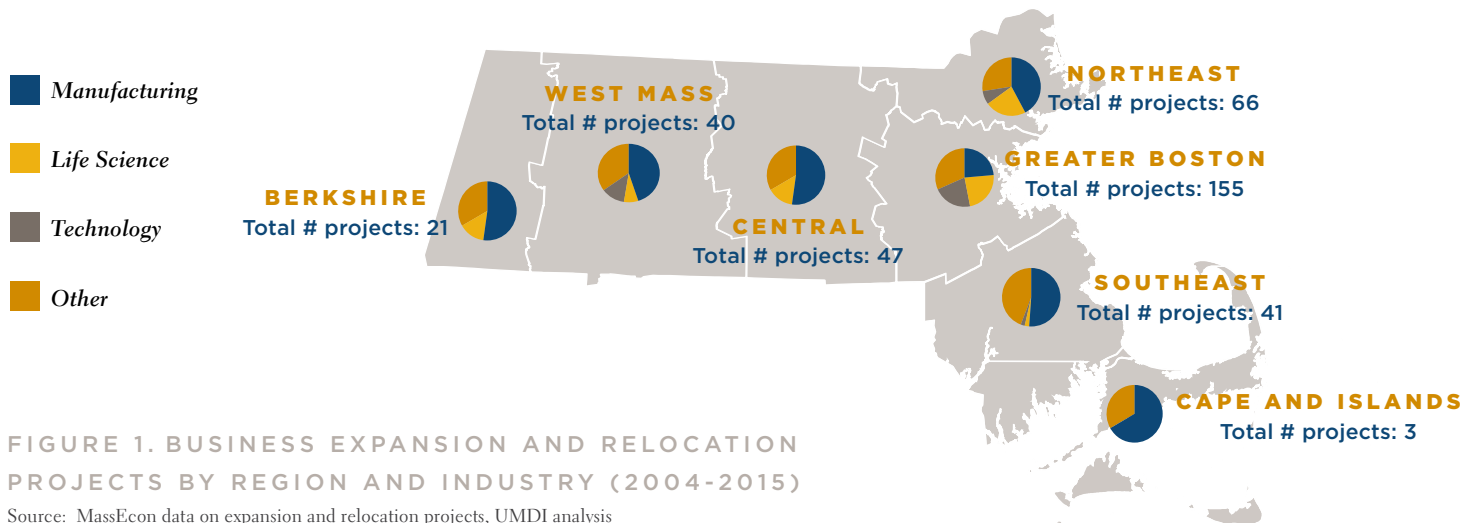 Manufacturing
Life Science
Technology
Other
BERKSHIRE
Total # projects: 21
WEST MASS
Total # projects: 40
CENTRAL
Total # projects: 47
NORTHEAST
Total # projects: 66
GREATER BOSTON
Total # projects: 155
SOUTHEAST
Total # projects: 41
CAPE AND ISLANDS
Total # projects: 3
FIGURE 1. BUSINESS EXPANSION AND RELOCATION
PROJECTS BY REGION AND INDUSTRY (2004-2015)
Source: MassEcon data on expansion and relocation projects, UMDI analysis